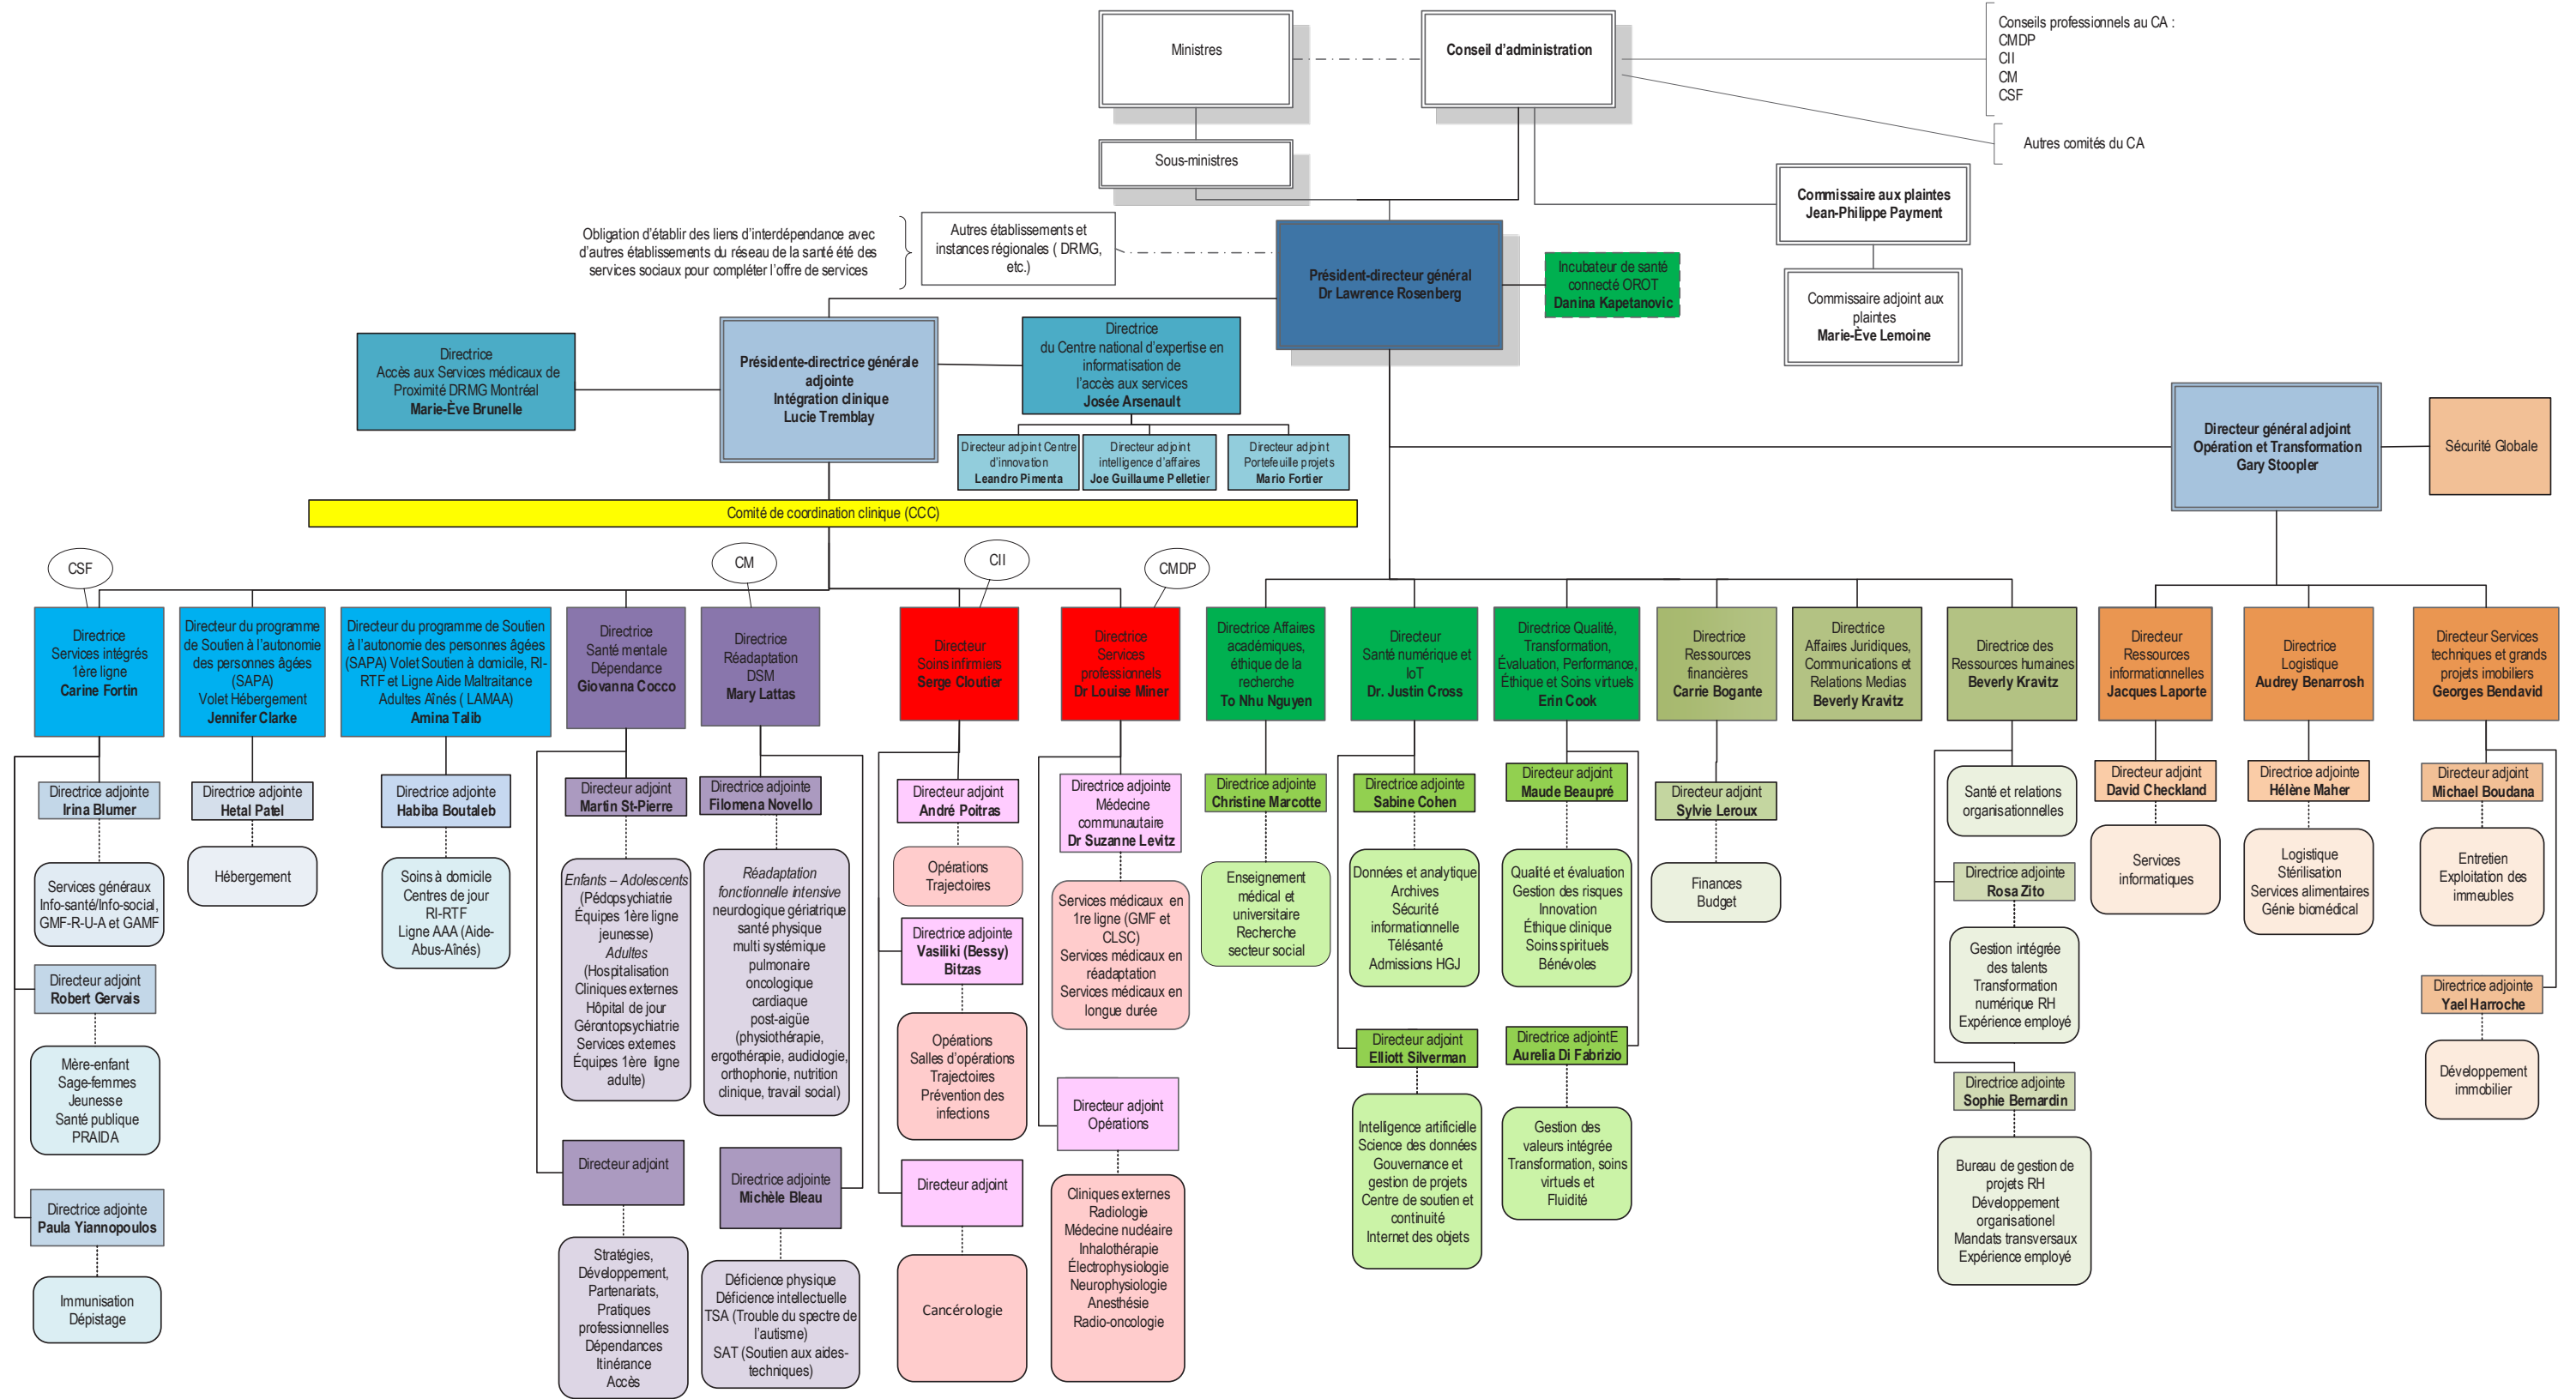 Ministres
Conseil d'administration
Conseils professionnels au CA :
CMDP
CII
CM
CSF
Autres comités du CA
Sous-ministres
Commissaire aux plaintes
Jean-Philippe Payment
Commissaire adjoint aux
plaintes
Marie-Ève Lemoine
Obligation d'établir des liens d'interdépendance avec
d'autres établissements du réseau de la santé été des
services sociaux pour compléter l'offre de services
Autres établissements et
instances régionales ( DRMG,
etc.)
Président-directeur général
Dr Lawrence Rosenberg
Incubateur de santé
connecté OROT
Danina Kapetanovic
Directrice
Accès aux Services médicaux de
Proximité DRMG Montréal
Marie-Ève Brunelle
Présidente-directrice générale
adjointe
Intégration clinique
Lucie Tremblay
Directrice
du Centre national d'expertise en
informatisation de
l'accès aux services
Josée Arsenault
Directeur adjoint Centre
d'innovation
Leandro Pimenta
Directeur adjoint
intelligence d'affaires
Joe Guillaume Pelletier
Directeur adjoint
Portefeuille projets
Mario Fortier
Directeur général adjoint
Opération et Transformation
Gary Stoopler
Sécurité Globale
Comité de coordination clinique (CCC)
CSF
CM
CII
CMDP
Directrice
Services intégrés
1ère ligne
Carine Fortin
Directeur du programme
de Soutien à l'autonomie
des personnes âgées
(SAPA)
Volet Hébergement
Jennifer Clarke
Directeur du programme de Soutien
à l'autonomie des personnes âgées
(SAPA) Volet Soutien à domicile, RI-
RTF et Ligne Aide Maltraitance
Adultes Aînés ( LAMAA)
Amina Talib
Directrice
Santé mentale
Dépendance
Giovanna Cocco
Directrice
Réadaptation
DSM
Mary Lattas
Directeur
Soins infirmiers
Serge Cloutier
Directrice
Services
professionnels
Dr Louise Miner
Directrice Affaires
académiques,
éthique de la
recherche
To Nhu Nguyen
Directeur
Santé numérique et
IoT
Dr. Justin Cross
Directrice Qualité,
Transformation,
Évaluation, Performance,
Éthique et Soins virtuels
Erin Cook
Directrice
Ressources
financières
Carrie Bogante
Directrice
Affaires Juridiques,
Communications et
Relations Medias
Beverly Kravitz
Directrice des
Ressources humaines
Beverly Kravitz
Directeur
Ressources
informationnelles
Jacques Laporte
Directrice
Logistique
Audrey Benarrosh
Directeur Services
techniques et grands
projets imobiliers
Georges Bendavid
Directrice adjointe
Irina Blumer
Services généraux
Info-santé/Info-social,
GMF-R-U-A et GAMF
Directeur adjoint
Robert Gervais
Mère-enfant
Sage-femmes
Jeunesse
Santé publique
PRAIDA
Directrice adjointe
Paula Yiannopoulos
Immunisation
Dépistage
Directrice adjointe
Hetal Patel
Hébergement
Directrice adjointe
Habiba Boutaleb
Soins à domicile
Centres de jour
RI-RTF
Ligne AAA (Aide-
Abus-Aînés)
Directeur adjoint
Martin St-Pierre
Enfants – Adolescents
(Pédopsychiatrie
Équipes 1ère ligne
jeunesse)
Adultes
(Hospitalisation
Cliniques externes
Hôpital de jour
Gérontopsychiatrie
Services externes
Équipes 1ère ligne
adulte)
Directeur adjoint
Stratégies,
Développement,
Partenariats,
Pratiques
professionnelles
Dépendances
Itinérance
Accès
Directrice adjointe
Filomena Novello
Réadaptation
fonctionnelle intensive
neurologique gériatrique
santé physique
multi systémique
pulmonaire
oncologique
cardiaque
post-aigüe
(physiothérapie,
ergothérapie, audiologie,
orthophonie, nutrition
clinique, travail social)
Directrice adjointe
Michèle Bleau
Déficience physique
Déficience intellectuelle
TSA (Trouble du spectre de
l'autisme)
SAT (Soutien aux aides-
techniques)
Directeur adjoint
André Poitras
Opérations
Trajectoires
Directrice adjointe
Vasiliki (Bessy)
Bitzas
Opérations
Salles d'opérations
Trajectoires
Prévention des
infections
Directeur adjoint
Cancérologie
Directrice adjointe
Médecine
communautaire
Dr Suzanne Levitz
Services médicaux en
1re ligne (GMF et
CLSC)
Services médicaux en
réadaptation
Services médicaux en
longue durée
Directeur adjoint
Opérations
Cliniques externes
Radiologie
Médecine nucléaire
Inhalothérapie
Électrophysiologie
Neurophysiologie
Anesthésie
Radio-oncologie
Directrice adjointe
Christine Marcotte
Enseignement
médical et
universitaire
Recherche
secteur social
Directrice adjointe
Sabine Cohen
Données et analytique
Archives
Sécurité
informationnelle
Télésanté
Admissions HGJ
Directeur adjoint
Elliott Silverman
Intelligence artificielle
Science des données
Gouvernance et
gestion de projets
Centre de soutien et
continuité
Internet des objets
Directeur adjoint
Maude Beaupré
Qualité et évaluation
Gestion des risques
Innovation
Éthique clinique
Soins spirituels
Bénévoles
Directrice adjointE
Aurelia Di Fabrizio
Gestion des
valeurs intégrée
Transformation, soins
virtuels et
Fluidité
Directeur adjoint
Sylvie Leroux
Finances
Budget
Santé et relations
organisationnelles
Directrice adjointe
Rosa Zito
Gestion intégrée
des talents
Transformation
numérique RH
Expérience employé
Directrice adjointe
Sophie Bernardin
Bureau de gestion de
projets RH
Développement
organisationel
Mandats transversaux
Expérience employé
Directeur adjoint
David Checkland
Services
informatiques
Directrice adjointe
Hélène Maher
Logistique
Stérilisation
Services alimentaires
Génie biomédical
Directeur adjoint
Michael Boudana
Entretien
Exploitation des
immeubles
Directrice adjointe
Yael Harroche
Développement
immobilier